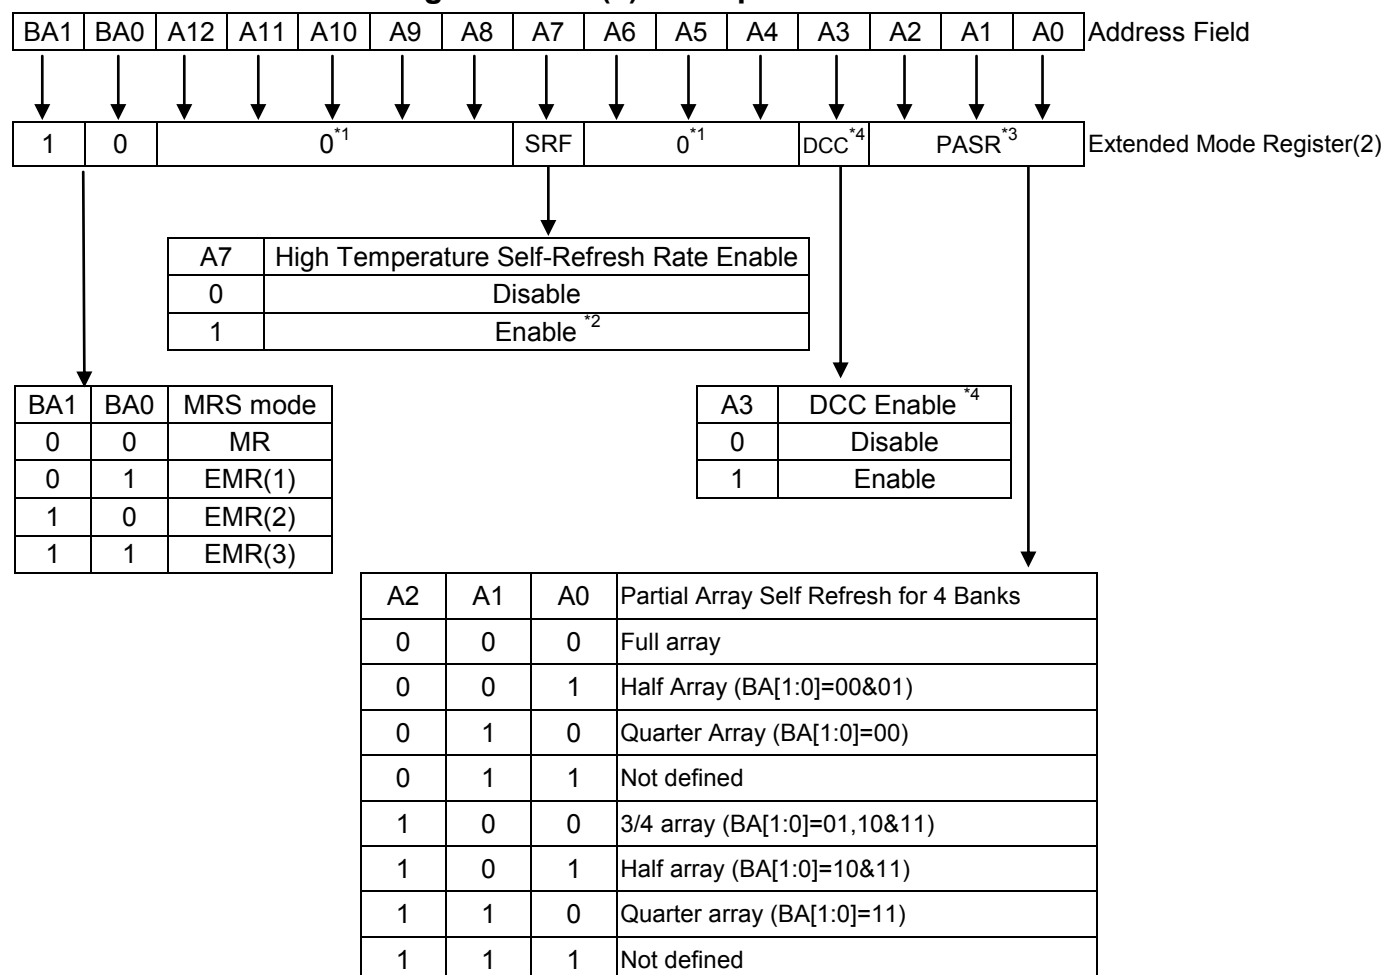 BA1 BA0 A12 A11 A10 A9 A8 A7 A6 A5 A4 A3 A2 A1 A0 Address Field
1 0 0*1 SRF 0*1 DCC*4 PASR*3 Extended Mode Register(2)
A7 High Temperature Self-Refresh Rate Enable
0 Disable
1 Enable *2
BA1 BA0 MRS mode
0 0 MR
0 1 EMR(1)
1 0 EMR(2)
1 1 EMR(3)
A3 DCC Enable *4
0 Disable
1 Enable
A2 A1 A0 Partial Array Self Refresh for 4 Banks
0 0 0 Full array
0 0 1 Half Array (BA[1:0]=00&01)
0 1 0 Quarter Array (BA[1:0]=00)
0 1 1 Not defined
1 0 0 3/4 array (BA[1:0]=01,10&11)
1 0 1 Half array (BA[1:0]=10&11)
1 1 0 Quarter array (BA[1:0]=11)
1 1 1 Not defined